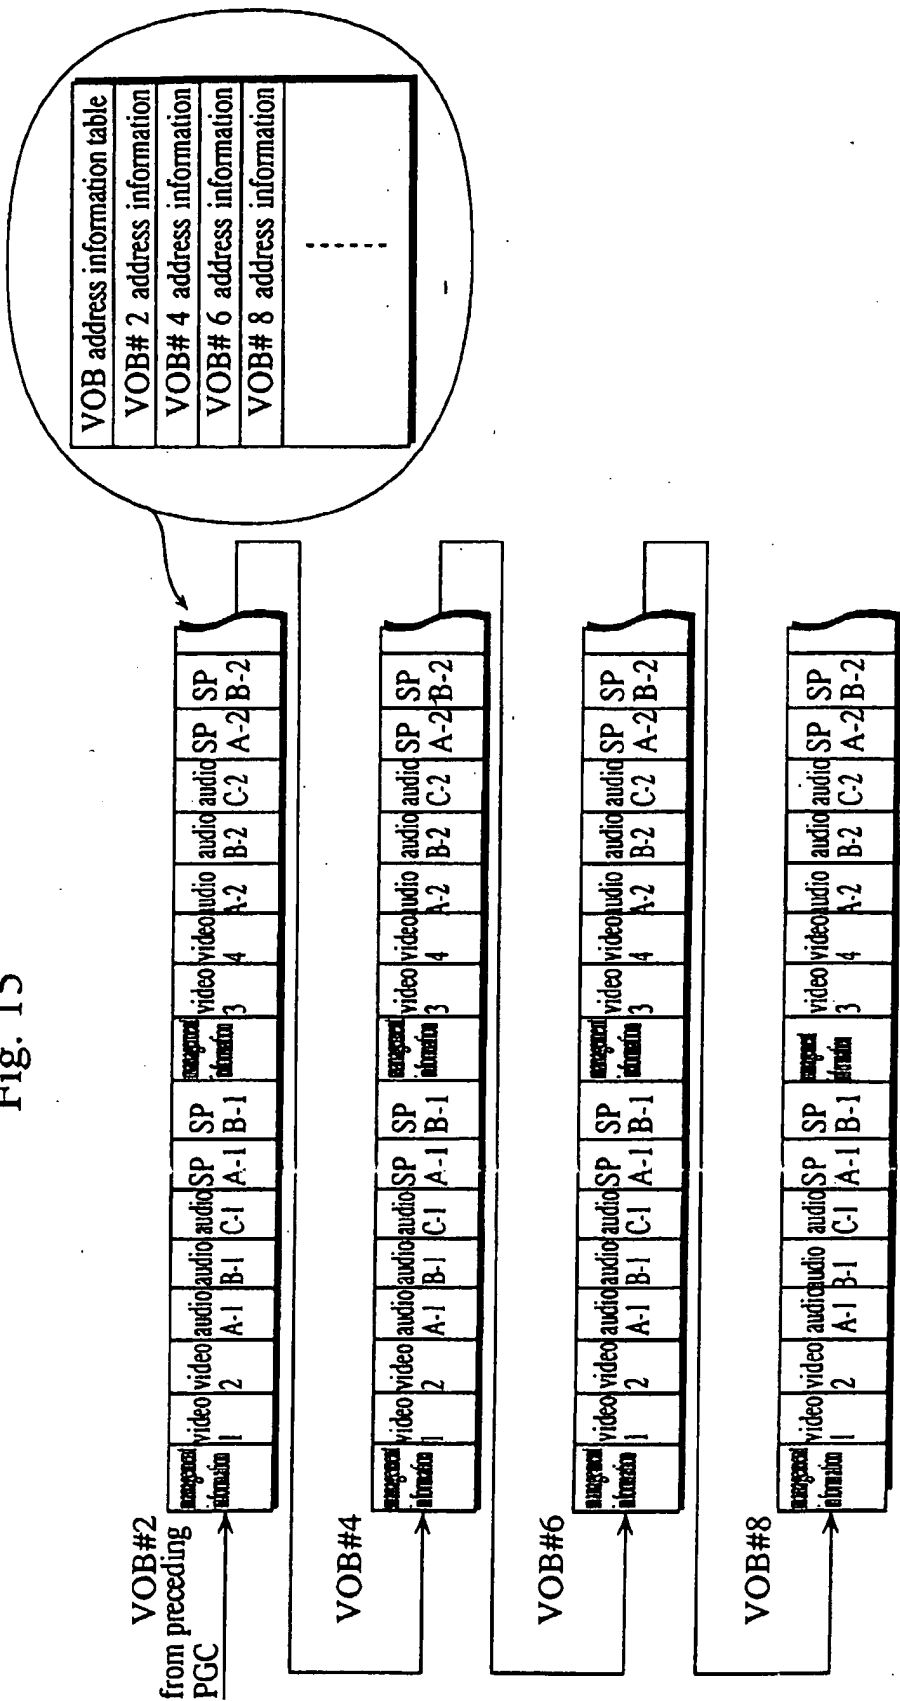 Fig. 15
VOB address information table
VOB# 2 address information
VOB# 4 address information
VOB# 6 address information
VOB# 8 address information
VOB#2
from preceding
PGC
management information
video 1
video 2
audio A-1
audio B-1
audio C-1
SP A-1
SP B-1
management information
video 3
video 4
audio A-2
audio B-2
audio C-2
SP A-2
SP B-2
VOB#4
management information
video 1
video 2
audio A-1
audio B-1
audio C-1
SP A-1
SP B-1
management information
video 3
video 4
audio A-2
audio B-2
audio C-2
SP A-2
SP B-2
VOB#6
management information
video 1
video 2
audio A-1
audio B-1
audio C-1
SP A-1
SP B-1
management information
video 3
video 4
audio A-2
audio B-2
audio C-2
SP A-2
SP B-2
VOB#8
management information
video 1
video 2
audio A-1
audio B-1
audio C-1
SP A-1
SP B-1
management information
video 3
video 4
audio A-2
audio B-2
audio C-2
SP A-2
SP B-2